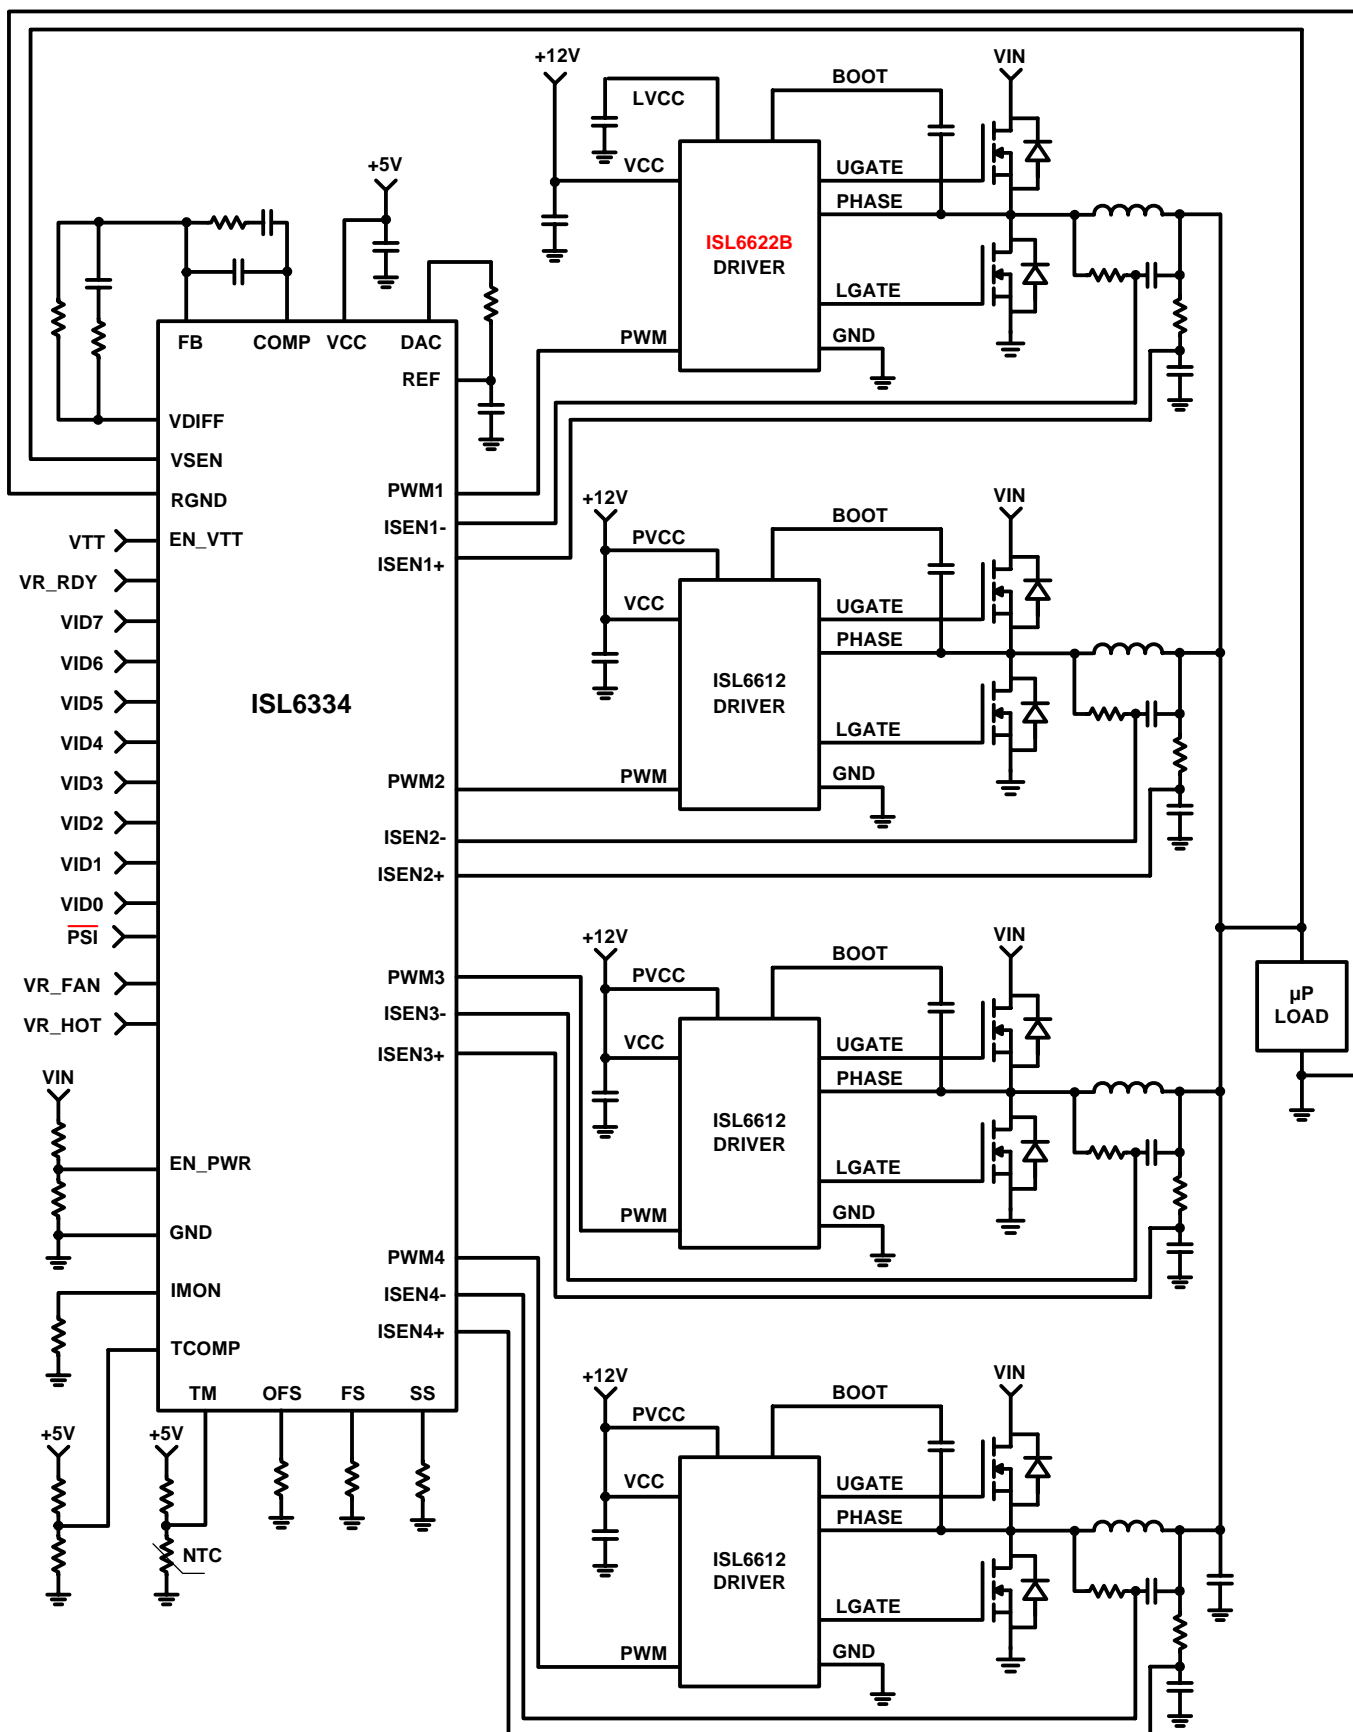 +12V
LVCC
BOOT
VIN
VCC
UGATE
PHASE
ISL6622B
DRIVER
LGATE
PWM
GND
+5V
FB
COMP
VCC
DAC
REF
VDIFF
VSEN
RGND
VTT
EN_VTT
VR_RDY
VID7
VID6
VID5
VID4
VID3
VID2
VID1
VID0
PSI
VR_FAN
VR_HOT
VIN
EN_PWR
GND
IMON
TCOMP
TM
OFS
FS
SS
+5V
+5V
NTC
ISL6334
PWM1
ISEN1-
ISEN1+
PWM2
ISEN2-
ISEN2+
PWM3
ISEN3-
ISEN3+
PWM4
ISEN4-
ISEN4+
+12V
PVCC
BOOT
VIN
VCC
UGATE
PHASE
ISL6612
DRIVER
LGATE
PWM
GND
+12V
PVCC
BOOT
VIN
VCC
UGATE
PHASE
ISL6612
DRIVER
LGATE
PWM
GND
µP
LOAD
+12V
PVCC
BOOT
VIN
VCC
UGATE
PHASE
ISL6612
DRIVER
LGATE
PWM
GND